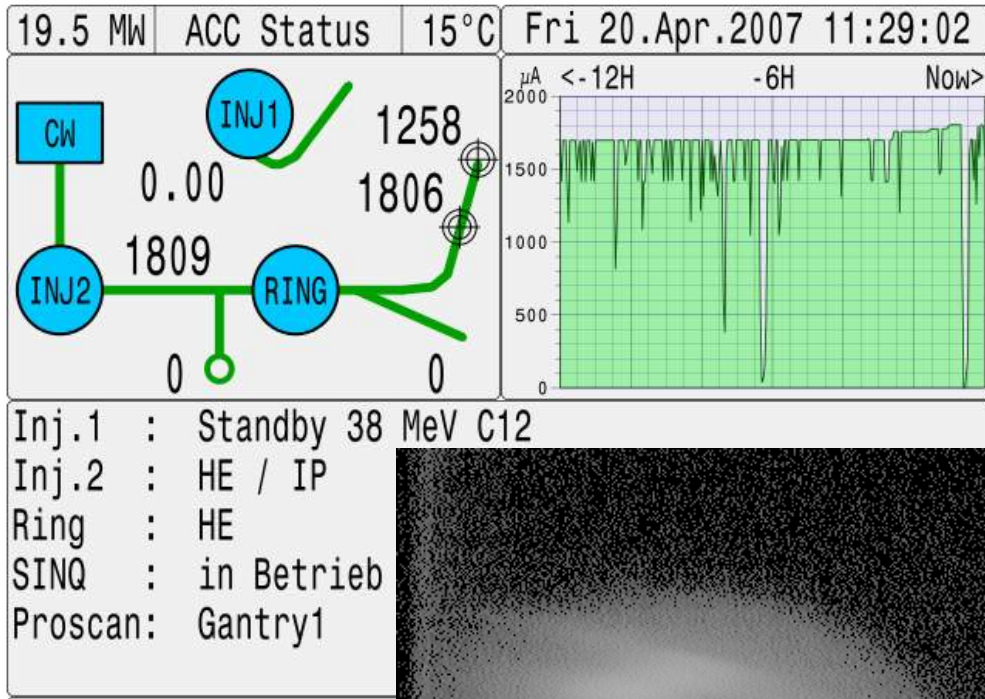 19.5 MW ACC Status 15°C Fri 20.Apr.2007 11:29:02
µA <-12H -6H Now>
2000
1500
1000
500
0
CW
INJ1
1258
0.00
1806
1809
INJ2
RING
0
0
Inj.1 : Standby 38 MeV C12
Inj.2 : HE / IP
Ring : HE
SINQ : in Betrieb
Proscan: Gantry1